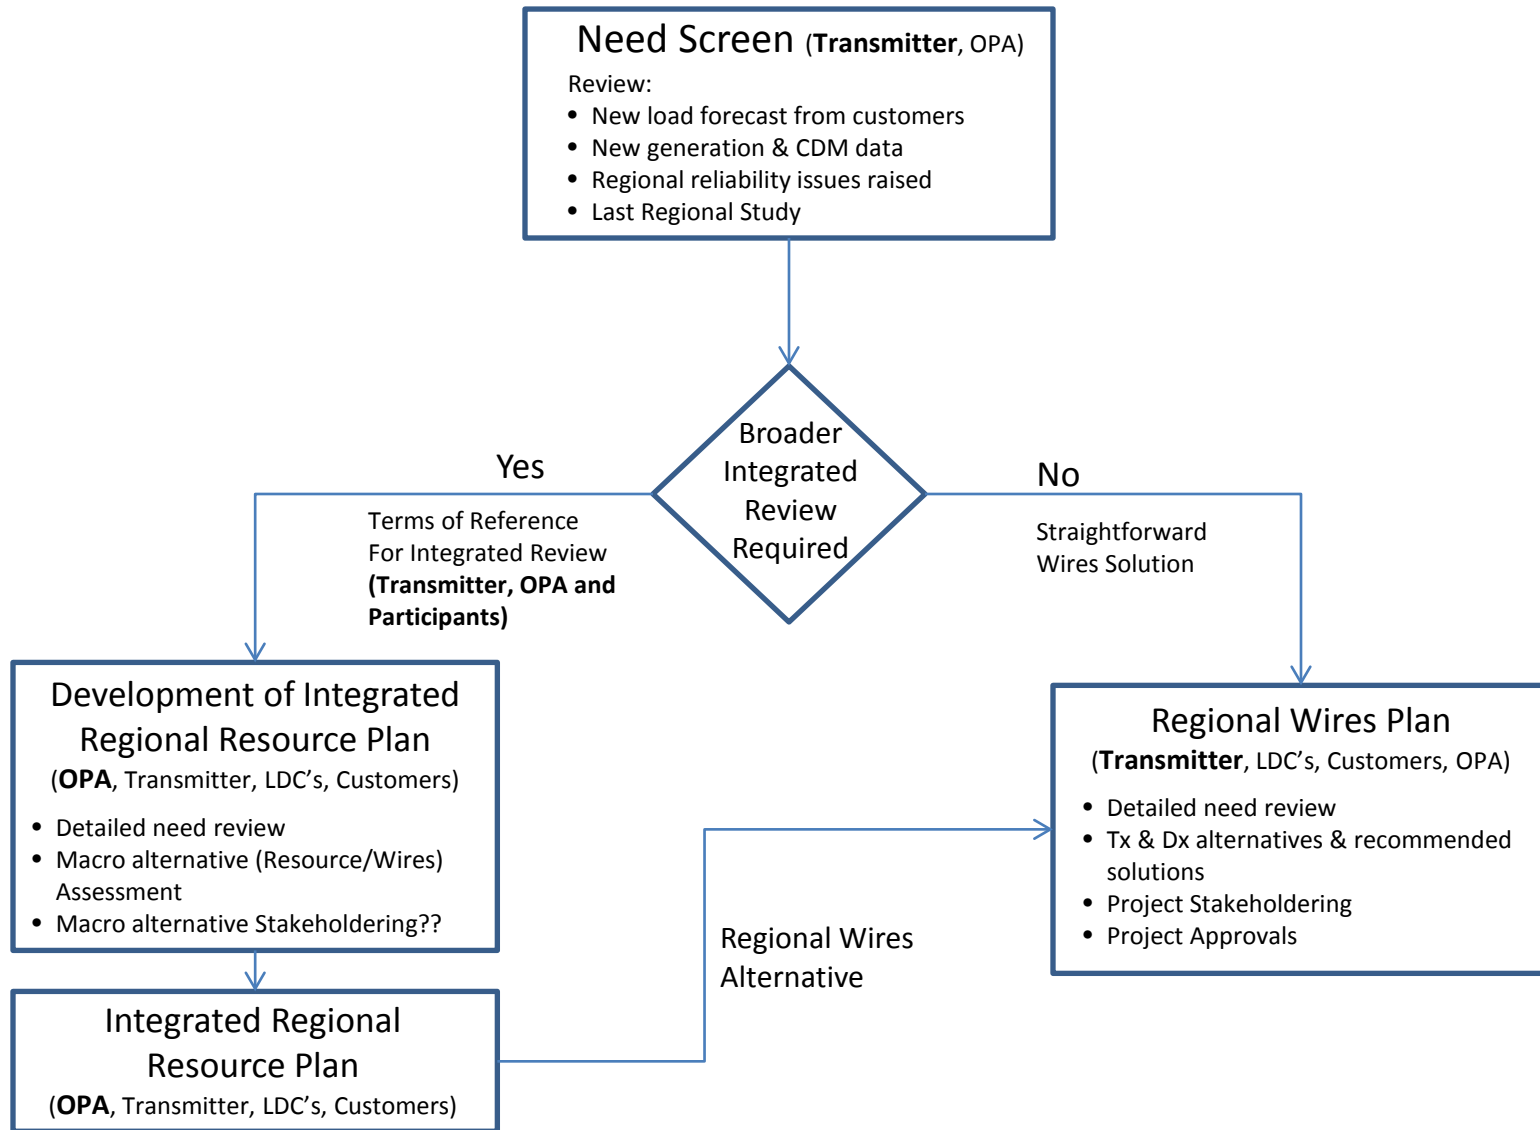 Need Screen (Transmitter, OPA)
Review:
• New load forecast from customers
• New generation & CDM data
• Regional reliability issues raised
• Last Regional Study
Broader
Integrated
Review
Required
Yes
Terms of Reference
For Integrated Review
(Transmitter, OPA and
Participants)
No
Straightforward
Wires Solution
Development of Integrated
Regional Resource Plan
(OPA, Transmitter, LDC's, Customers)
• Detailed need review
• Macro alternative (Resource/Wires)
Assessment
• Macro alternative Stakeholdering??
Regional Wires Plan
(Transmitter, LDC's, Customers, OPA)
• Detailed need review
• Tx & Dx alternatives & recommended
solutions
• Project Stakeholdering
• Project Approvals
Regional Wires
Alternative
Integrated Regional
Resource Plan
(OPA, Transmitter, LDC's, Customers)